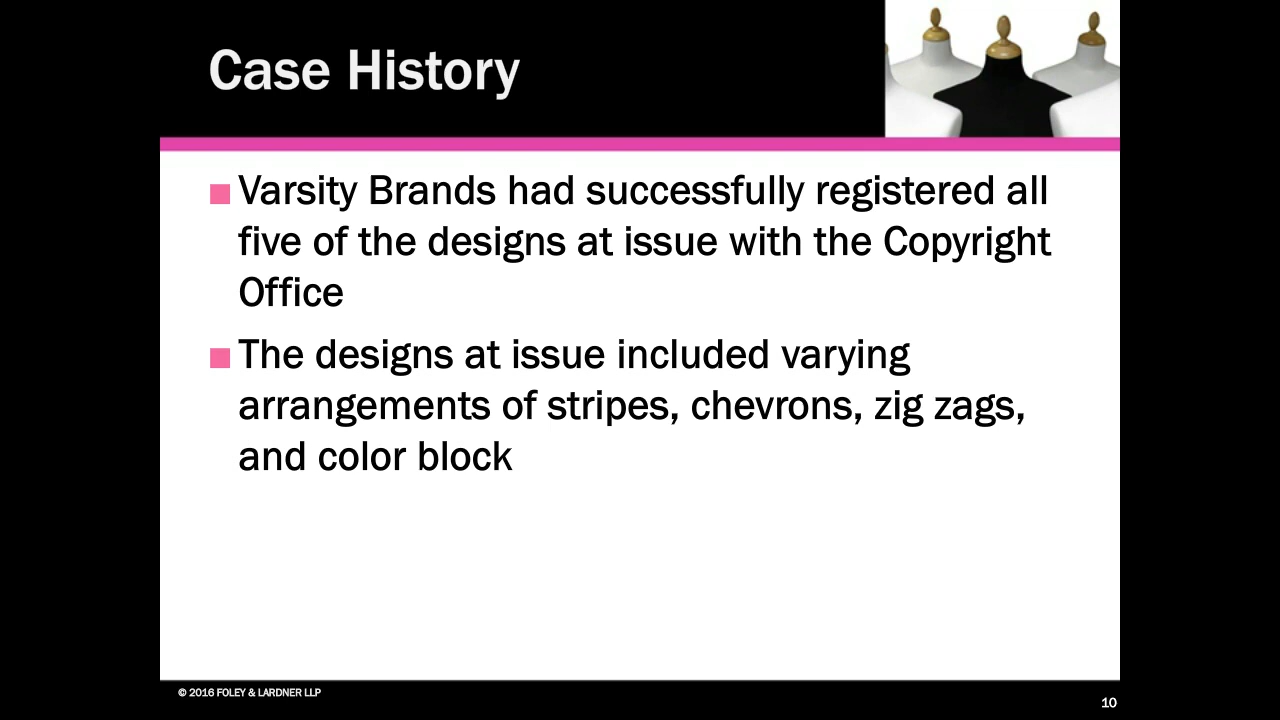 Case History
Varsity Brands had successfully registered all
five of the designs at issue with the Copyright
Office
The designs at issue included varying
arrangements of stripes, chevrons, zig zags,
and color block
© 2016 FOLEY & LARDNER LLP
10